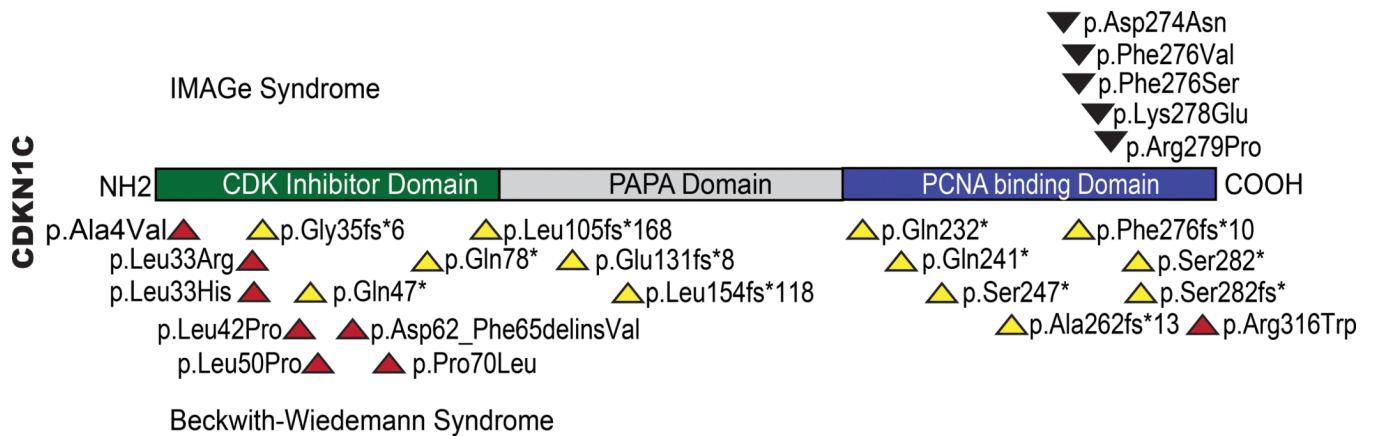 p.Asp274Asn
p.Phe276Val
IMAGe Syndrome
p.Phe276Ser
p.Lys278Glu
p.Arg279Pro
CDKN1C
NH2 CDK Inhibitor Domain PAPA Domain PCNA binding Domain COOH
p.Ala4Val p.Gly35fs*6 p.Leu105fs*168 p.Gln232* p.Phe276fs*10
p.Leu33Arg p.Gln78* p.Glu131fs*8 p.Gln241* p.Ser282*
p.Leu33His p.Gln47* p.Leu154fs*118 p.Ser247* p.Ser282fs*
p.Leu42Pro p.Asp62_Phe65delinsVal p.Ala262fs*13 p.Arg316Trp
p.Leu50Pro p.Pro70Leu
Beckwith-Wiedemann Syndrome